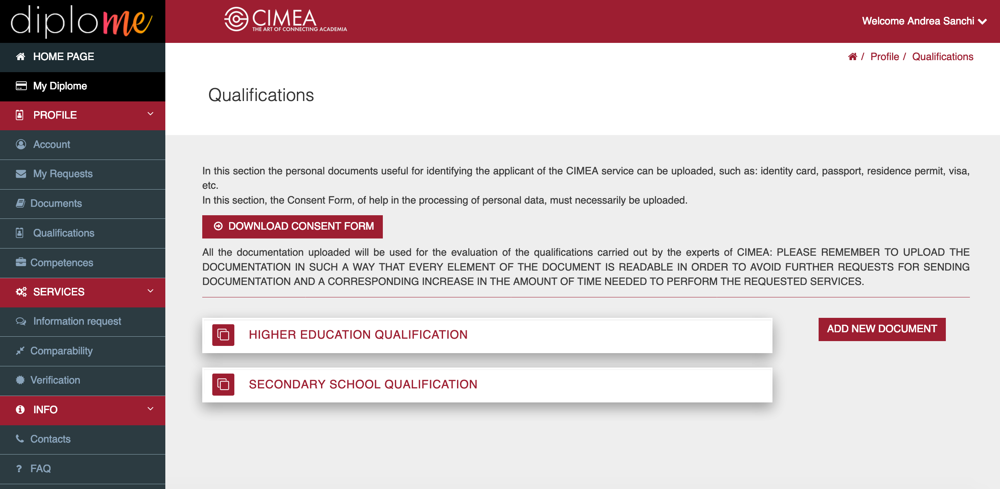 diplome
CIMEA
THE ART OF CONNECTING ACADEMIA
Welcome Andrea Sanchi
HOME PAGE
My Diplome
PROFILE
Account
My Requests
Documents
Qualifications
Competences
SERVICES
Information request
Comparability
Verification
INFO
Contacts
? FAQ
/ Profile / Qualifications
Qualifications
In this section the personal documents useful for identifying the applicant of the CIMEA service can be uploaded, such as: identity card, passport, residence permit, visa,
etc.
In this section, the Consent Form, of help in the processing of personal data, must necessarily be uploaded.
DOWNLOAD CONSENT FORM
All the documentation uploaded will be used for the evaluation of the qualifications carried out by the experts of CIMEA: PLEASE REMEMBER TO UPLOAD THE
DOCUMENTATION IN SUCH A WAY THAT EVERY ELEMENT OF THE DOCUMENT IS READABLE IN ORDER TO AVOID FURTHER REQUESTS FOR SENDING
DOCUMENTATION AND A CORRESPONDING INCREASE IN THE AMOUNT OF TIME NEEDED TO PERFORM THE REQUESTED SERVICES.
HIGHER EDUCATION QUALIFICATION
ADD NEW DOCUMENT
SECONDARY SCHOOL QUALIFICATION